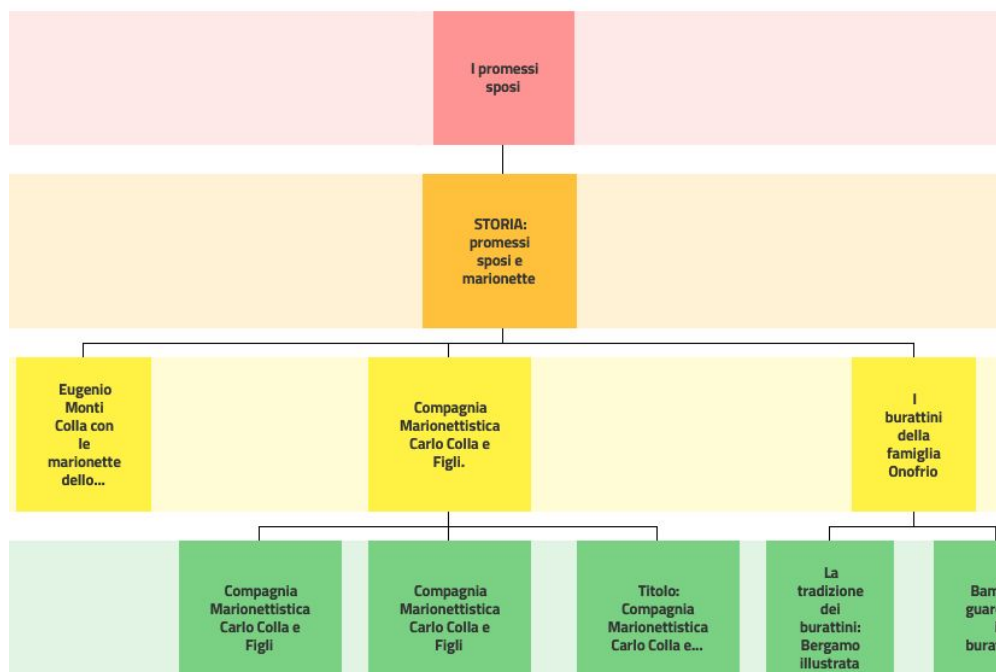 I promessi
sposi
STORIA:
promessi
sposi e
marionette
Eugenio
Monti
Colla con
le
marionette
dello...
Compagnia
Marionettistica
Carlo Colla e
Figli.
I
burattini
della
famiglia
Onofrio
Compagnia
Marionettistica
Carlo Colla e
Figli
Compagnia
Marionettistica
Carlo Colla e
Figli
Titolo:
Compagnia
Marionettistica
Carlo Colla e...
La
tradizione
dei
burattini:
Bergamo
illustrata